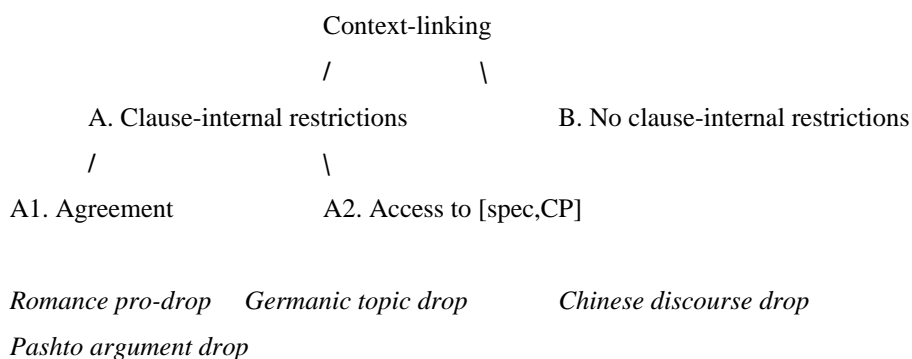 Context-linking
/ \
A. Clause-internal restrictions B. No clause-internal restrictions
/ \
A1. Agreement A2. Access to [spec,CP]
Romance pro-drop Germanic topic drop Chinese discourse drop
Pashto argument drop